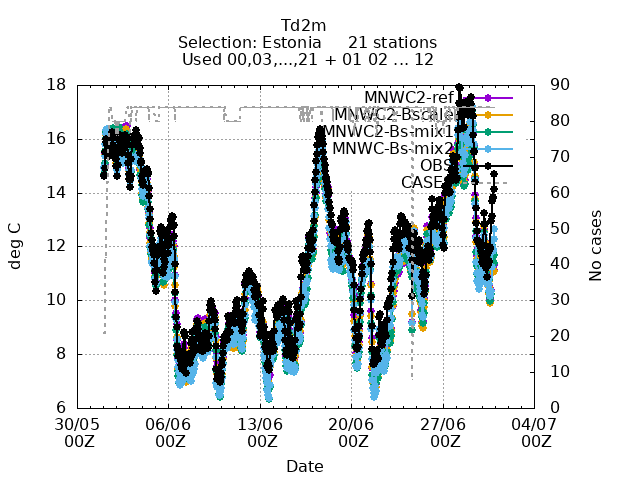 Td2m
Selection: Estonia 21 stations
Used 00,03,...,21 + 01 02 ... 12
18
16
14
12
10
8
6
90
80
70
60
50
40
30
20
10
0
MNWC2-ref
MNWC2-Bscale
MNWC2-Bs-mix1
MNWC-Bs-mix2
OBS
CASES
deg C
No cases
30/05 06/06 13/06 20/06 27/06 04/07
00Z 00Z 00Z 00Z 00Z 00Z
Date